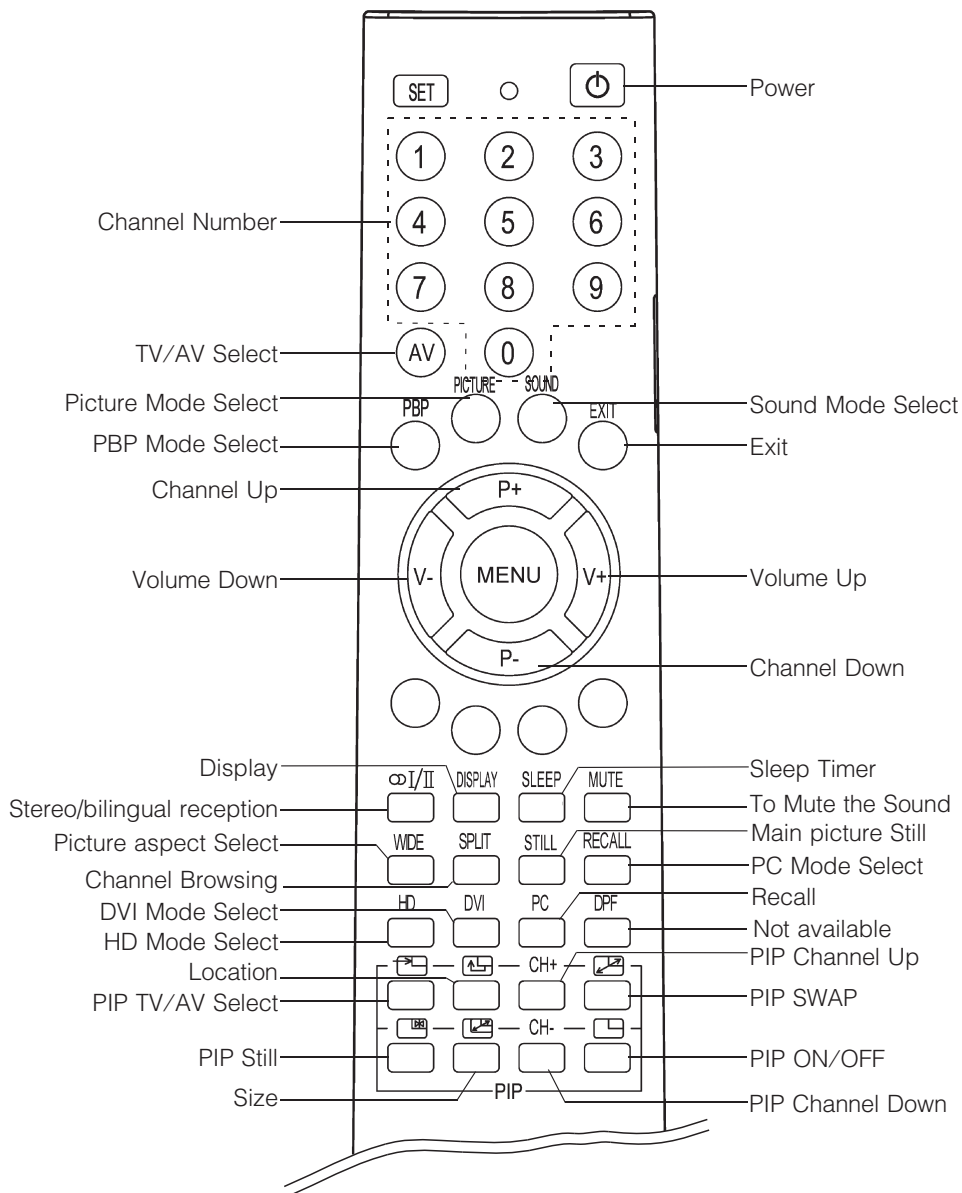 SET
Power
1 2 3
Channel Number 4 5 6
7 8 9
TV/AV Select AV 0
PICTURE SOUND
Picture Mode Select PBP EXIT Sound Mode Select
PBP Mode Select Exit
Channel Up P+
Volume Down V- MENU V+ Volume Up
P- Channel Down
Display Sleep Timer
I/II DISPLAY SLEEP MUTE
Stereo/bilingual reception To Mute the Sound
Picture aspect Select WIDE SPLIT STILL RECALL Main picture Still
Channel Browsing PC Mode Select
DVI Mode Select HD DVI PC DPF Recall
HD Mode Select Not available
Location CH+ PIP Channel Up
PIP TV/AV Select PIP SWAP
CH-
PIP Still PIP ON/OFF
Size PIP PIP Channel Down